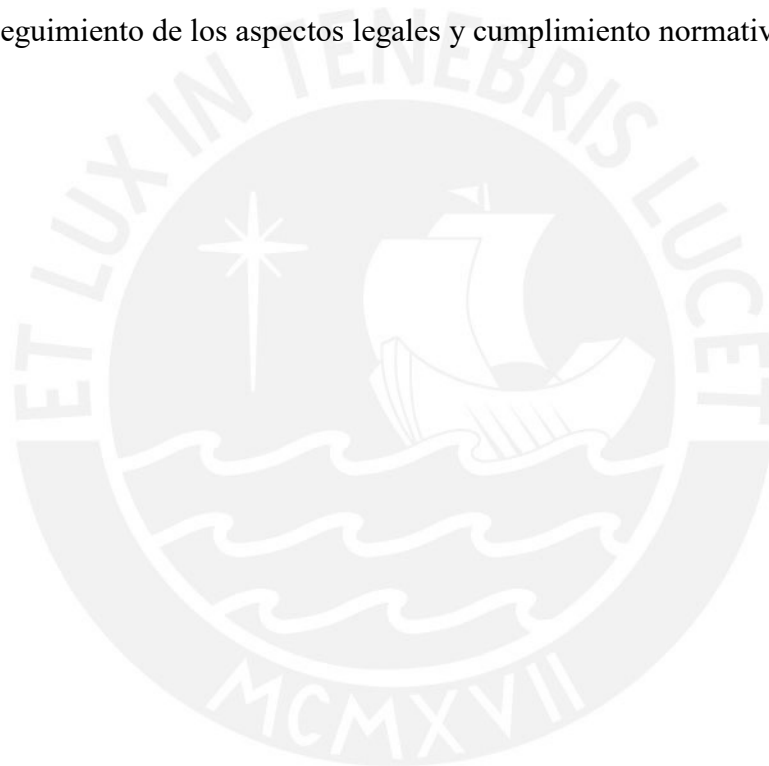 eguimiento de los aspectos legales y cumplimiento normativ
ET LUX IN TENEBRIS LUCET
MCMXVII